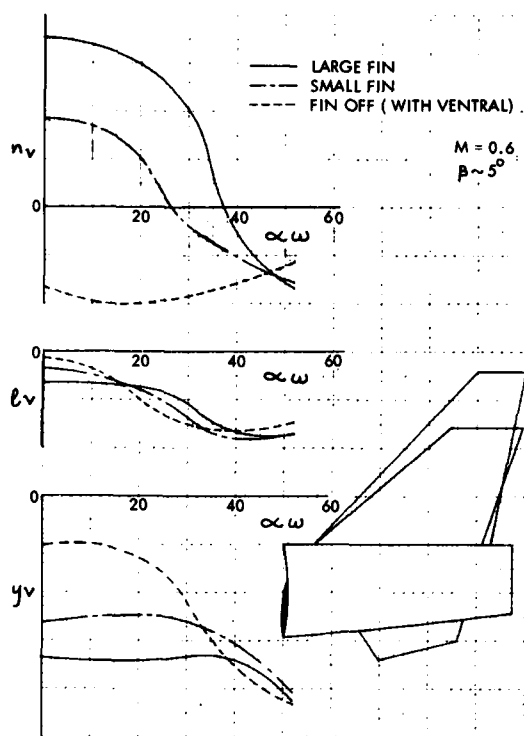 LARGE FIN
SMALL FIN
FIN OFF ( WITH VENTRAL)
M = 0.6
β ~ 5°
nᵥ
0
20
40
60
αω
0
20
40
60
αω
ℓᵥ
0
20
40
60
αω
yᵥ